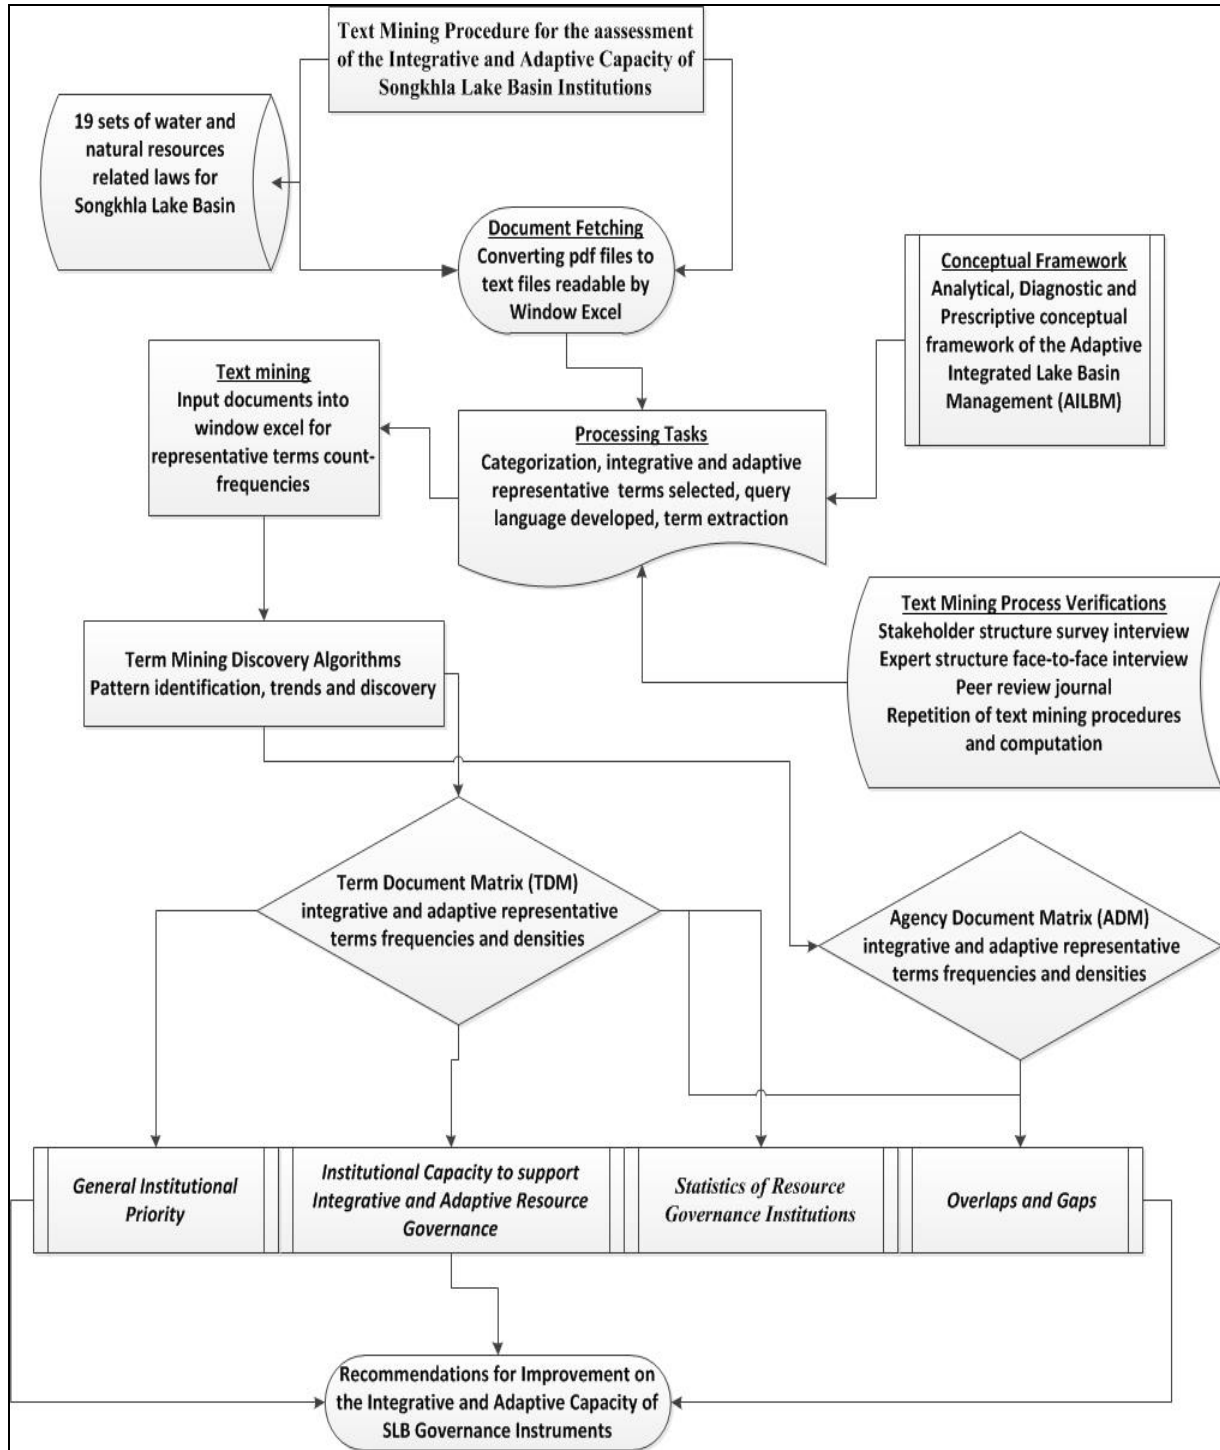 Text Mining Procedure for the aassessment
of the Integrative and Adaptive Capacity of
Songkhla Lake Basin Institutions
19 sets of water and
natural resources
related laws for
Songkhla Lake Basin
Document Fetching
Converting pdf files to
text files readable by
Window Excel
Conceptual Framework
Analytical, Diagnostic and
Prescriptive conceptual
framework of the Adaptive
Integrated Lake Basin
Management (AILBM)
Text mining
Input documents into
window excel for
representative terms count-
frequencies
Processing Tasks
Categorization, integrative and adaptive
representative terms selected, query
language developed, term extraction
Text Mining Process Verifications
Stakeholder structure survey interview
Expert structure face-to-face interview
Peer review journal
Repetition of text mining procedures
and computation
Term Mining Discovery Algorithms
Pattern identification, trends and discovery
Term Document Matrix (TDM)
integrative and adaptive representative
terms frequencies and densities
Agency Document Matrix (ADM)
integrative and adaptive representative
terms frequencies and densities
General Institutional
Priority
Institutional Capacity to support
Integrative and Adaptive Resource
Governance
Statistics of Resource
Governance Institutions
Overlaps and Gaps
Recommendations for Improvement on
the Integrative and Adaptive Capacity of
SLB Governance Instruments